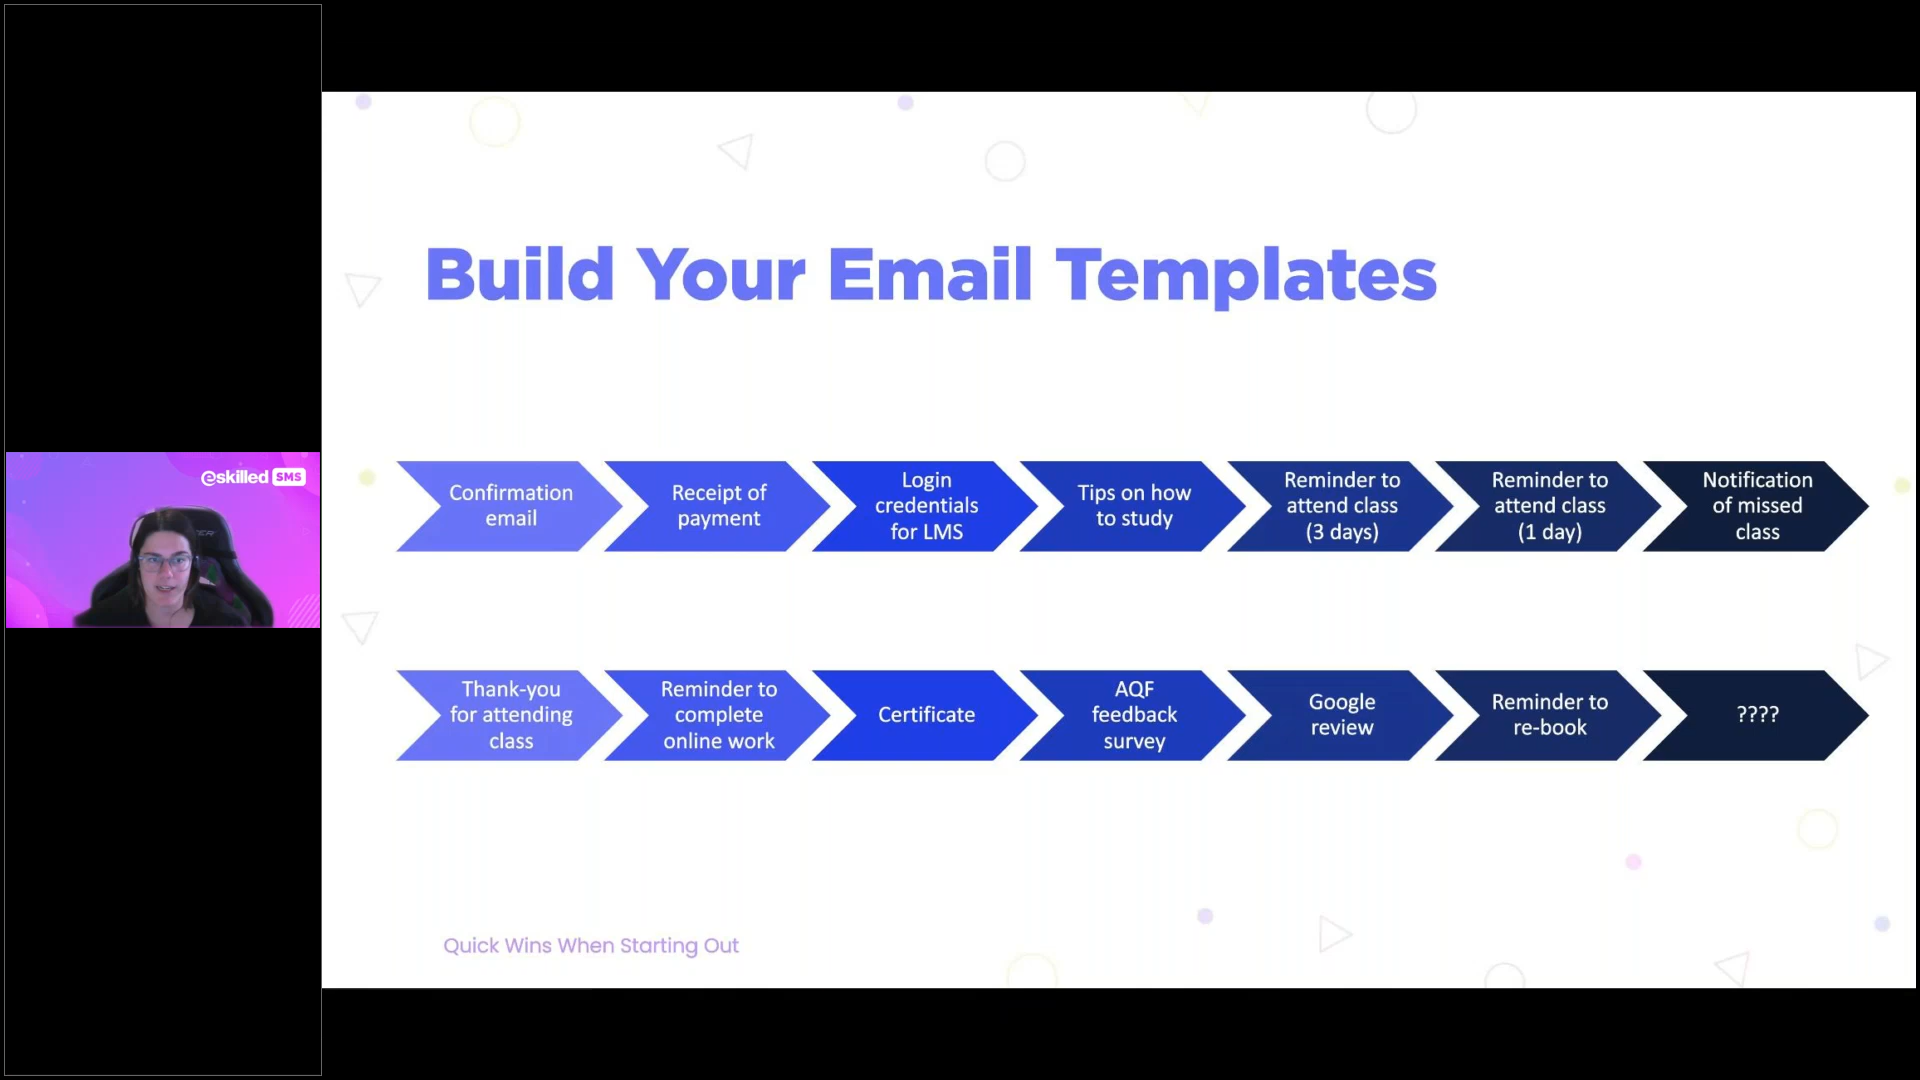 eskilled SMS
Build Your Email Templates
Confirmation
email
Receipt of
payment
Login
credentials
for LMS
Tips on how
to study
Reminder to
attend class
(3 days)
Reminder to
attend class
(1 day)
Notification
of missed
class
Thank-you
for attending
class
Reminder to
complete
online work
Certificate
AQF
feedback
survey
Google
review
Reminder to
re-book
????
Quick Wins When Starting Out